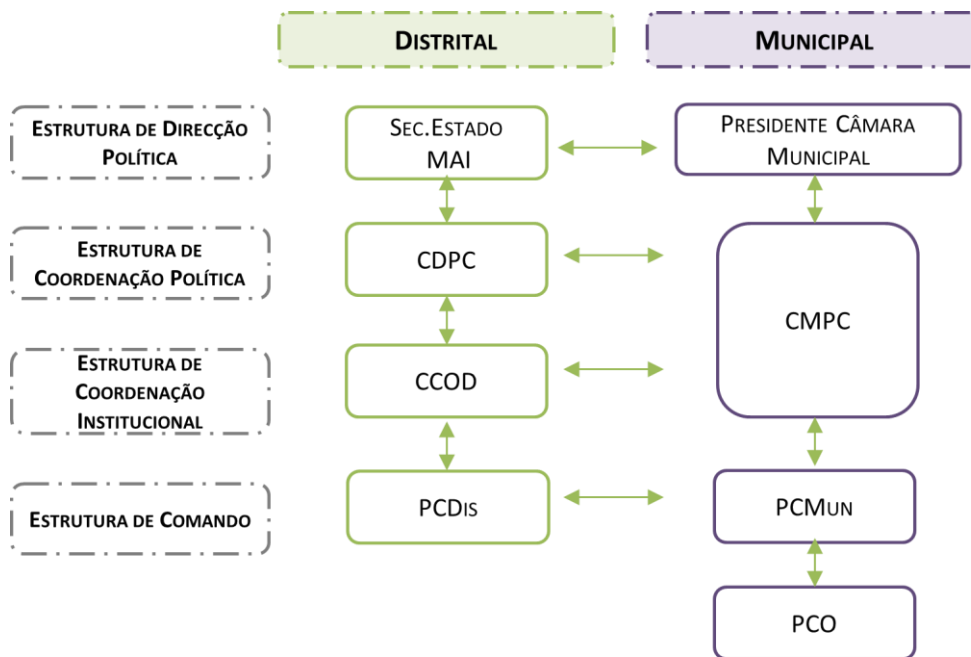 DISTRITAL
MUNICIPAL
ESTRUTURA DE DIRECÇÃO
POLÍTICA
SEC.ESTADO
MAI
PRESIDENTE CÂMARA
MUNICIPAL
ESTRUTURA DE
COORDENAÇÃO POLÍTICA
CDPC
CMPC
ESTRUTURA DE
COORDENAÇÃO
INSTITUCIONAL
CCOD
ESTRUTURA DE COMANDO
PCDIS
PCMUN
PCO